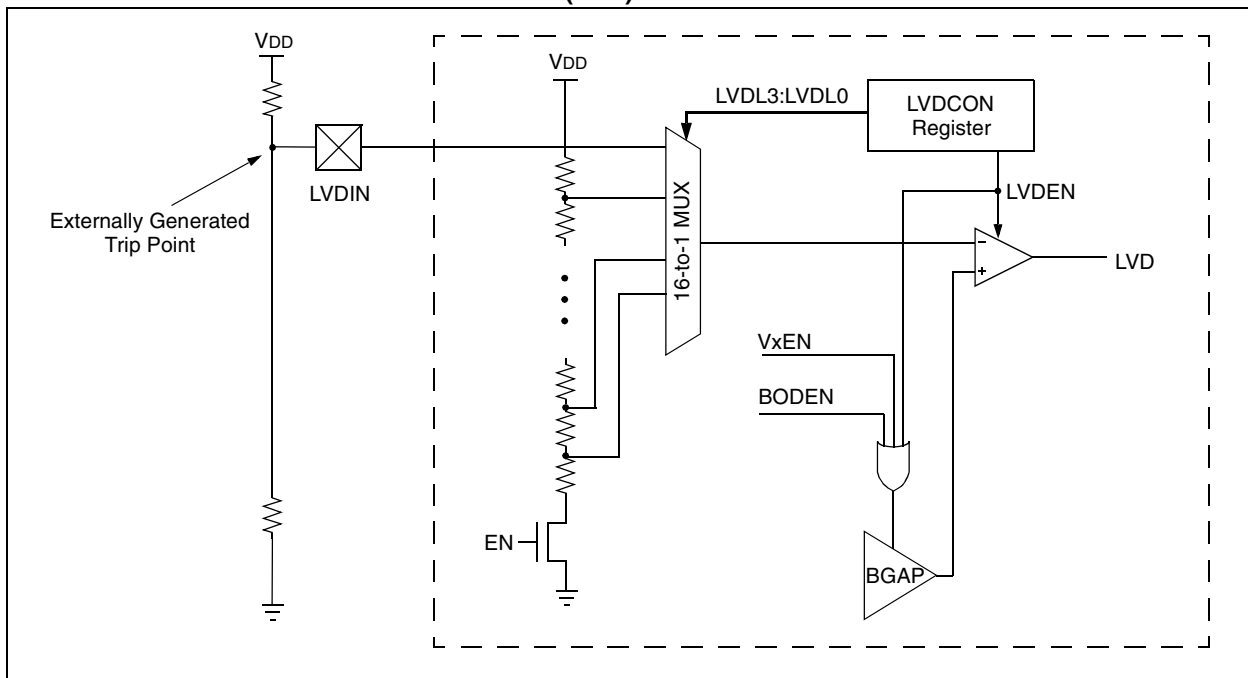 VDD
VDD
LVDL3:LVDL0
LVDCON
Register
LVDIN
Externally Generated
Trip Point
16-to-1 MUX
LVDEN
–
+
LVD
VxEN
BODEN
EN
BGAP